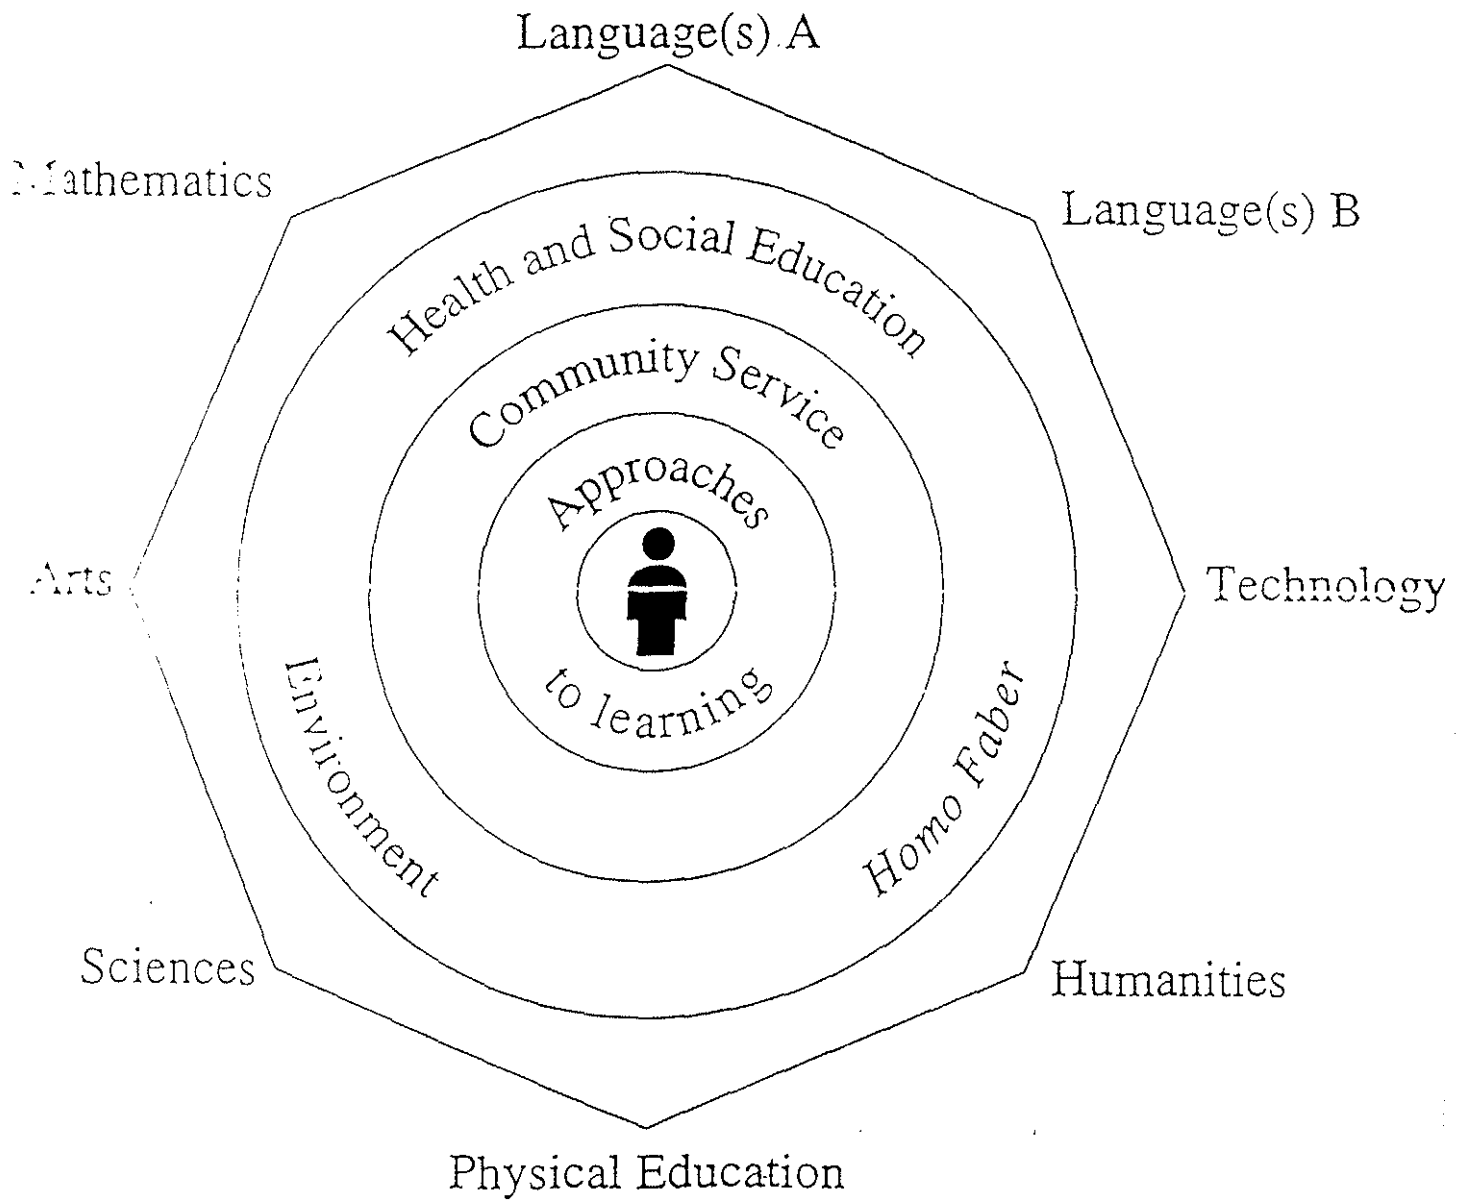 Language(s) A
Mathematics
Language(s) B
Health and Social Education
Community Service
Approaches
to learning
Arts
Technology
Environment
Homo Faber
Sciences
Humanities
Physical Education